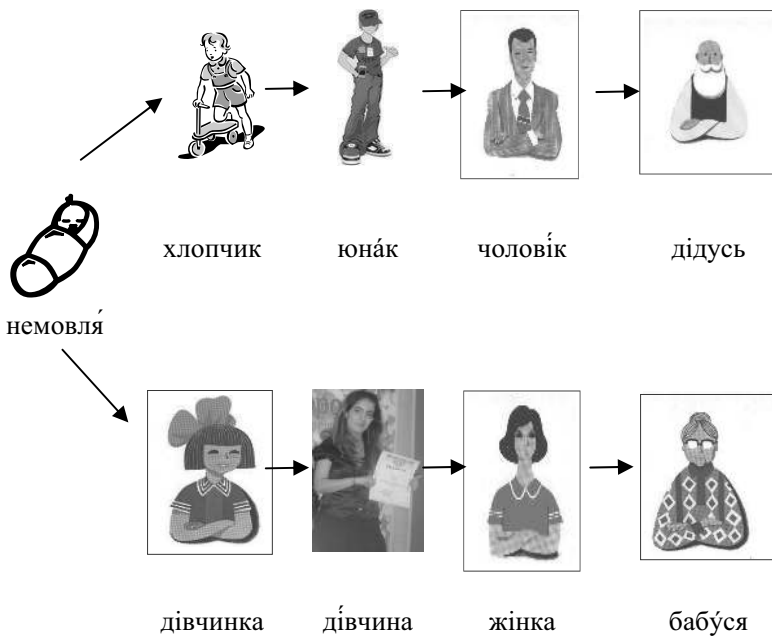 хлопчик юна́к чолові́к дідусь
немовля́
дівчинка ді́вчина жінка бабу́ся